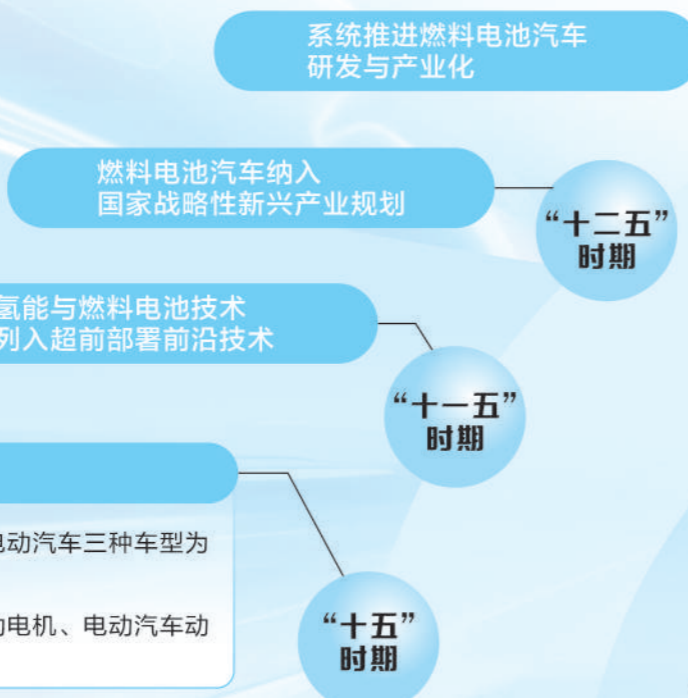 系统推进燃料电池汽车
研发与产业化
燃料电池汽车纳入
国家战略性新兴产业规划
“十二五”
时期
氢能与燃料电池技术
列入超前部署前沿技术
“十一五”
时期
电动汽车三种车型为
动电机、电动汽车动
“十五”
时期